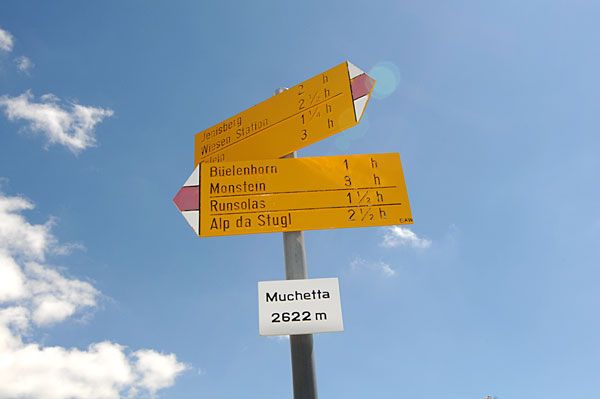 Jenisberg 2 h
Wiesen Station 2 ½ h
1 ¼ h
3 h
Büelenhorn 1 h
Monstein 3 h
Runsolas 1 ½ h
Alp da Stugl 2 ½ h
Muchetta
2622 m